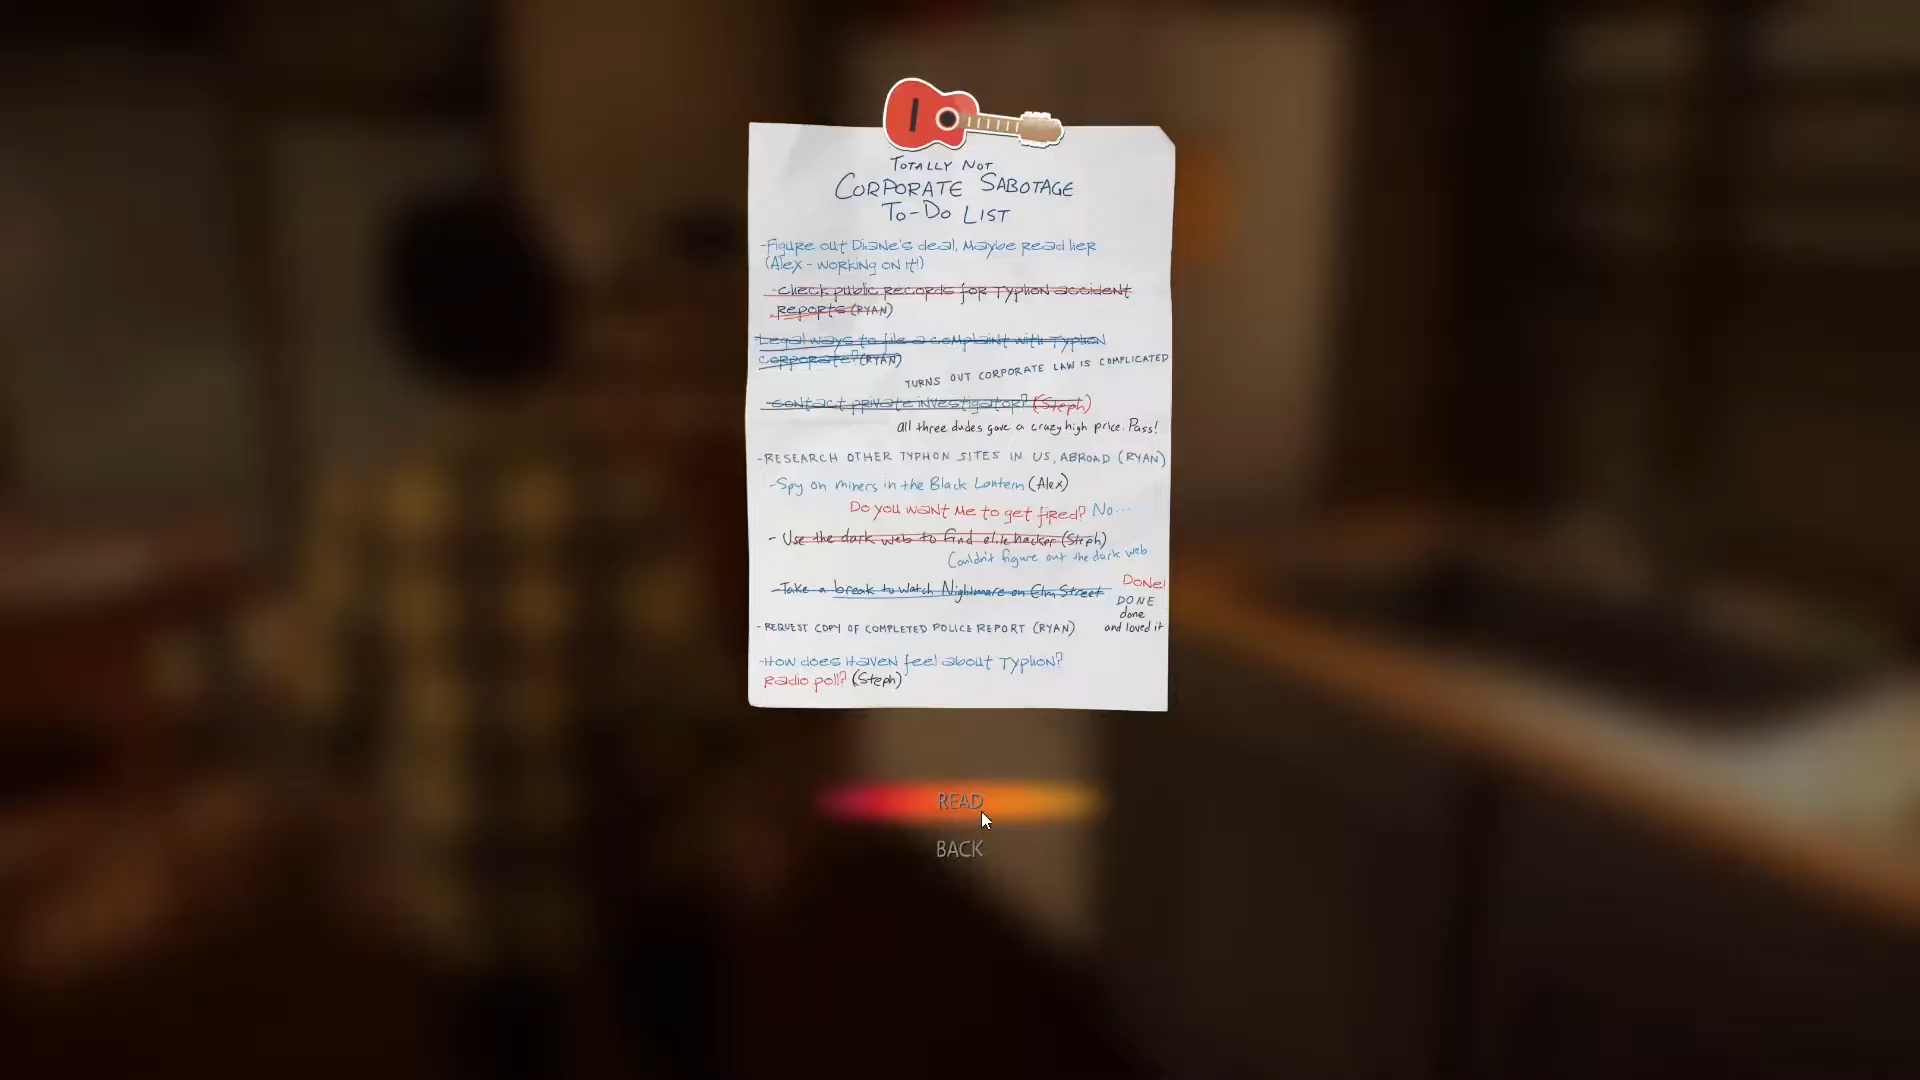 TOTALLY NOT
CORPORATE SABOTAGE
TO-DO LIST
-Figure out Diane's deal, Maybe read her
(Alex - working on it!)
-Check public records for Typhon accident
reports (RYAN)
Legal ways to file a complaint with Typhon
corporate? (RYAN)
TURNS OUT CORPORATE LAW IS COMPLICATED
-Contact private investigator? (Steph)
All three dudes gave a crazy high price. Pass!
-RESEARCH OTHER TYPHON SITES IN US, ABROAD (RYAN)
-Spy on miners in the Black Lantern (Alex)
Do you want me to get fired? No...
- Use the dark web to find elite hacker (Steph)
Couldn't figure out the dark web
-Take a break to watch Nightmare on Elm Street
DONE!
DONE
done
and loved it
-REQUEST COPY OF COMPLETED POLICE REPORT (RYAN)
-How does Haven feel about Typhon?
Radio poll? (Steph)
READ
BACK